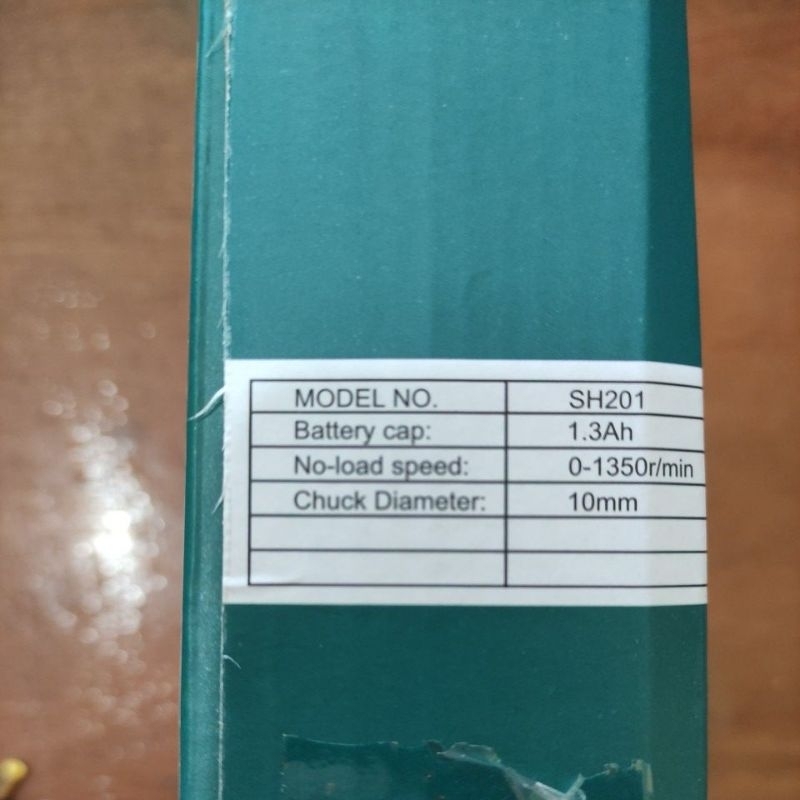 MODEL NO. SH201
Battery cap: 1.3Ah
No-load speed: 0-1350r/min
Chuck Diameter: 10mm